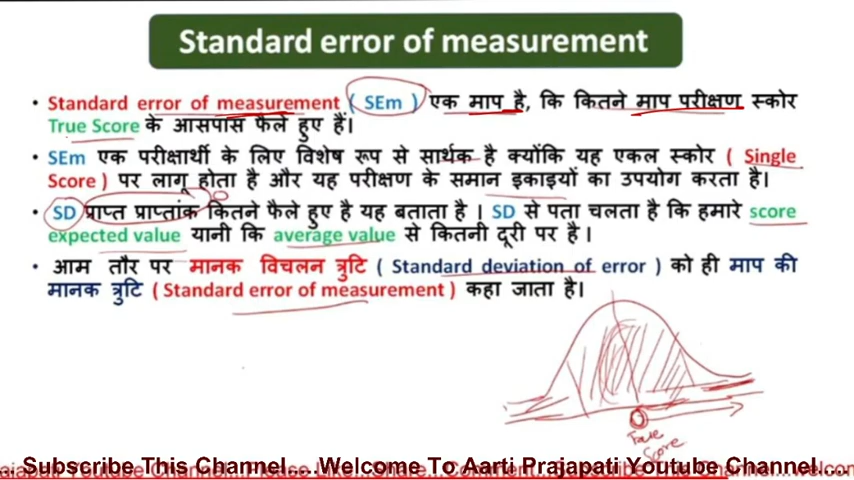 Standard error of measurement
• Standard error of measurement ( SEm ) एक माप है, कि कितने माप परीक्षण स्कोर
True Score के आसपास फैले हुए हैं।
• SEm एक परीक्षार्थी के लिए विशेष रूप से सार्थक है क्योंकि यह एकल स्कोर ( Single
Score ) पर लागू होता है और यह परीक्षण के समान इकाइयों का उपयोग करता है।
• SD प्राप्त प्राप्तांक कितने फैले हुए है यह बताता है । SD से पता चलता है कि हमारे score
expected value यानी कि average value से कितनी दूरी पर है ।
• आम तौर पर मानक विचलन त्रुटि ( Standard deviation of error ) को ही माप की
मानक त्रुटि ( Standard error of measurement ) कहा जाता है।
True
Score
... Subscribe This Channel....Welcome To Aarti Prajapati Youtube Channel....